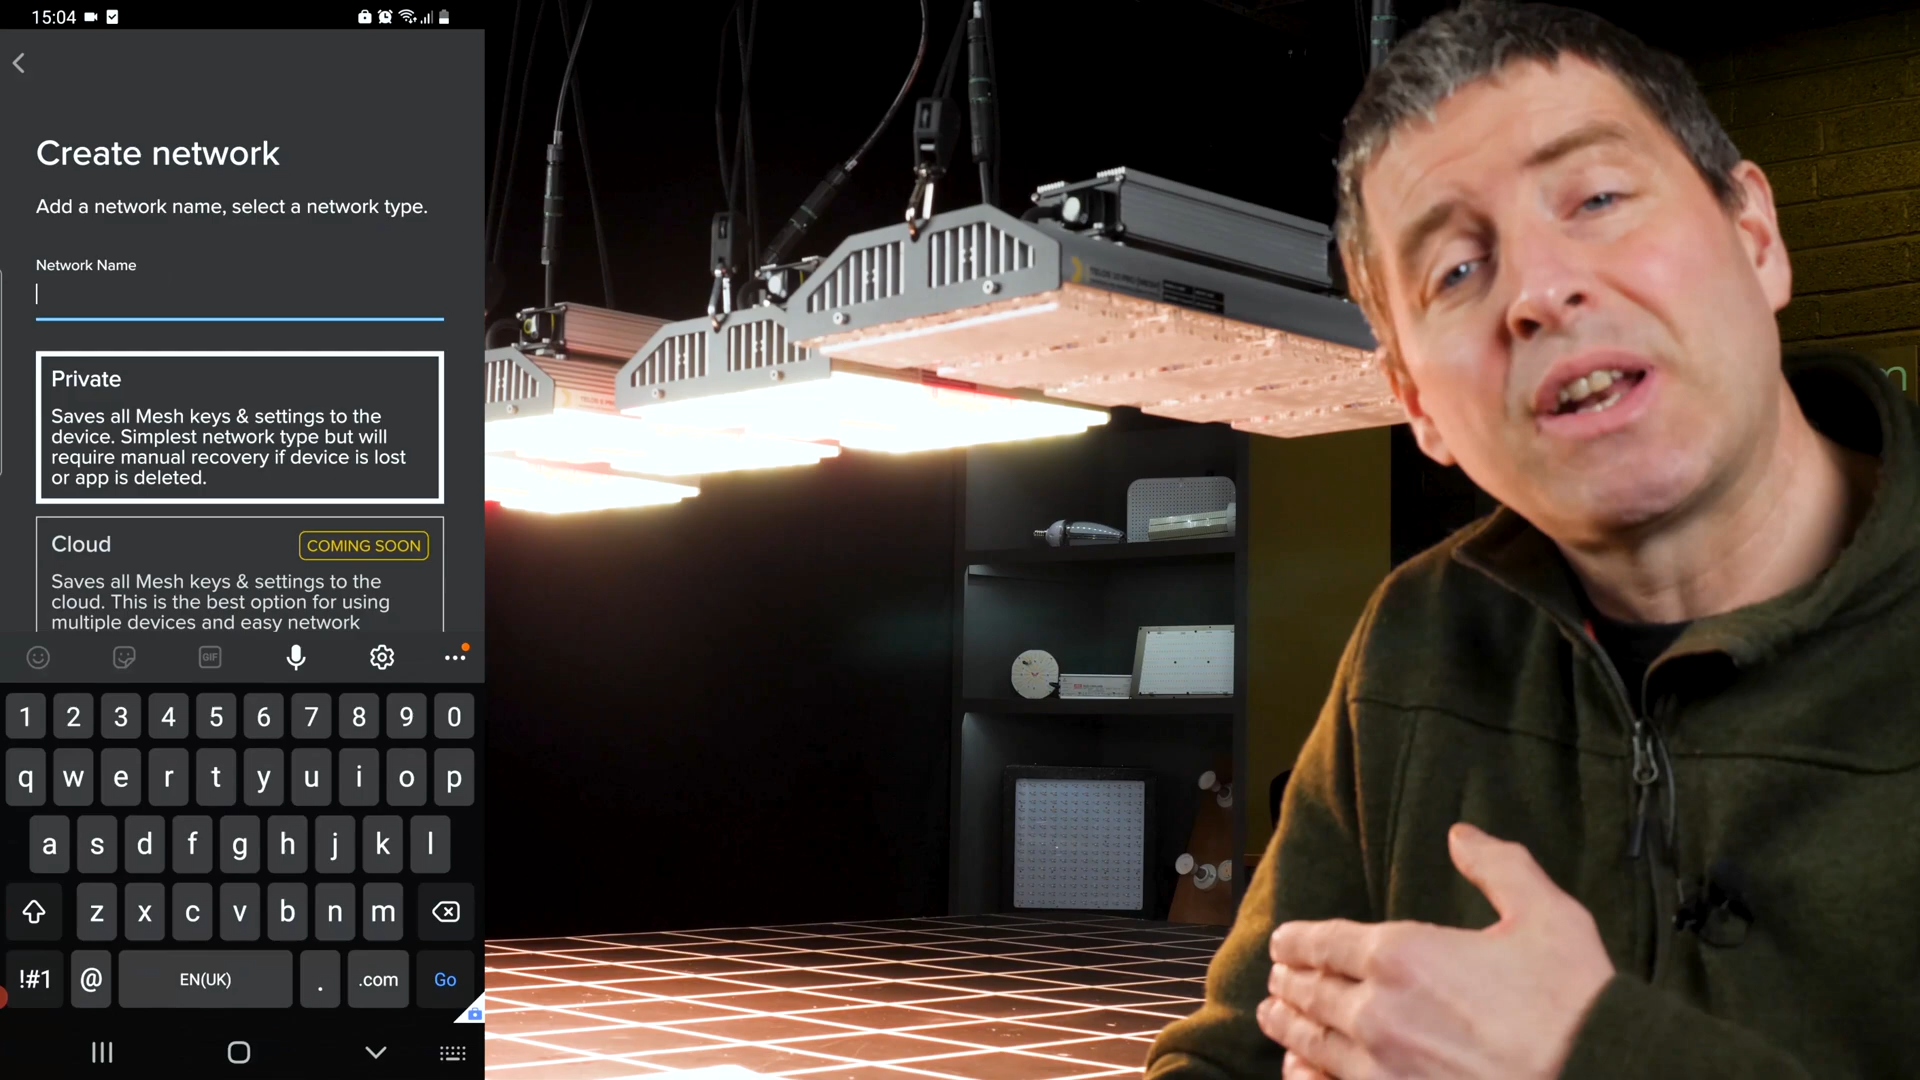 15:04
Create network
Add a network name, select a network type.
Network Name
Private
Saves all Mesh keys & settings to the
device. Simplest network type but will
require manual recovery if device is lost
or app is deleted.
Cloud
COMING SOON
Saves all Mesh keys & settings to the
cloud. This is the best option for using
multiple devices and easy network
GIF
1 2 3 4 5 6 7 8 9 0
q w e r t y u i o p
a s d f g h j k l
z x c v b n m
!#1 @ EN(UK) . .com Go